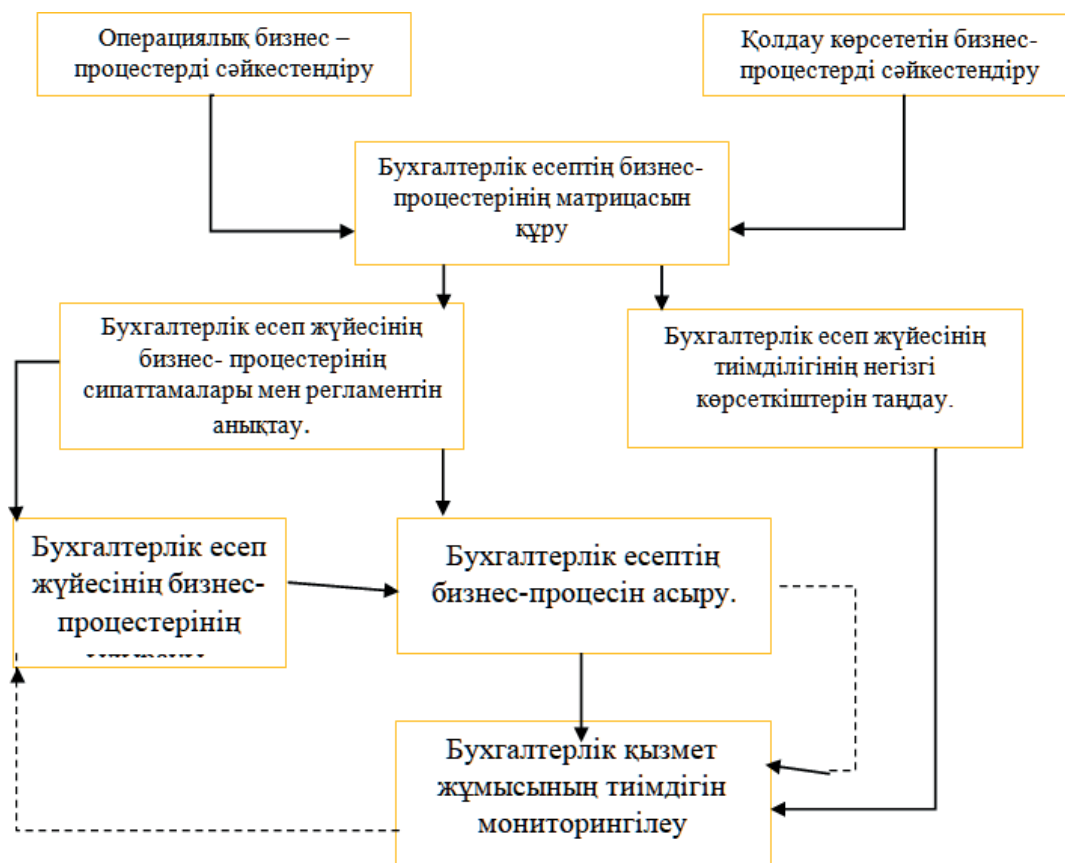 Операциялық бизнес –
процестерді сәйкестендіру
Қолдау көрсететін бизнес-
процестерді сәйкестендіру
Бухгалтерлік есептің бизнес-
процестерінің матрицасын
құру
Бухгалтерлік есеп жүйесінің
бизнес- процестерінің
сипаттамалары мен регламентін
анықтау.
Бухгалтерлік есеп жүйесінің
тиімділігінің негізгі
көрсеткіштерін таңдау.
Бухгалтерлік есеп
жүйесінің бизнес-
процестерінің
Бухгалтерлік есептің
бизнес-процесін асыру.
Бухгалтерлік қызмет
жұмысының тиімдігін
мониторингілеу